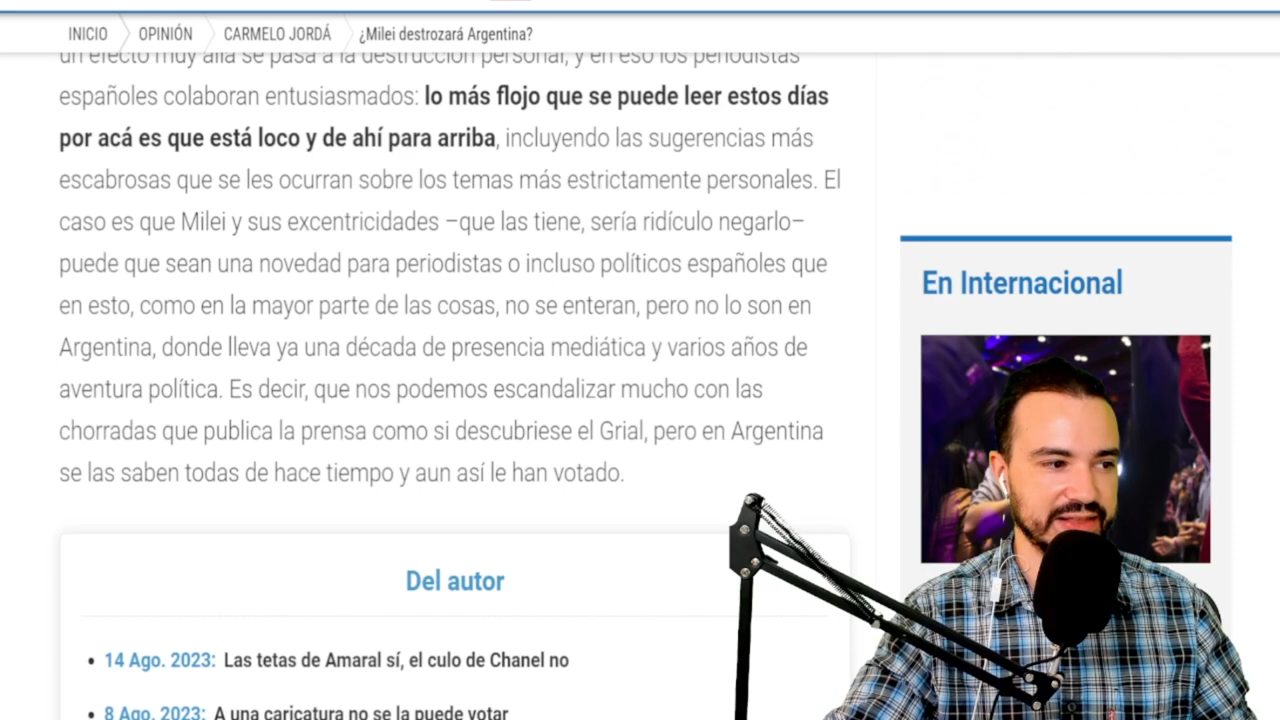 INICIO OPINIÓN CARMELO JORDÁ ¿Milei destrozará Argentina?
un efecto muy allá se pasa a la destrucción personal, y en eso los periodistas
españoles colaboran entusiasmados: lo más flojo que se puede leer estos días
por acá es que está loco y de ahí para arriba, incluyendo las sugerencias más
escabrosas que se les ocurran sobre los temas más estrictamente personales. El
caso es que Milei y sus excentricidades –que las tiene, sería ridículo negarlo–
puede que sean una novedad para periodistas o incluso políticos españoles que
en esto, como en la mayor parte de las cosas, no se enteran, pero no lo son en
Argentina, donde lleva ya una década de presencia mediática y varios años de
aventura política. Es decir, que nos podemos escandalizar mucho con las
chorradas que publica la prensa como si descubriese el Grial, pero en Argentina
se las saben todas de hace tiempo y aun así le han votado.
Del autor
• 14 Ago. 2023: Las tetas de Amaral sí, el culo de Chanel no
• 8 Ago. 2023: A una caricatura no se la puede votar
En Internacional